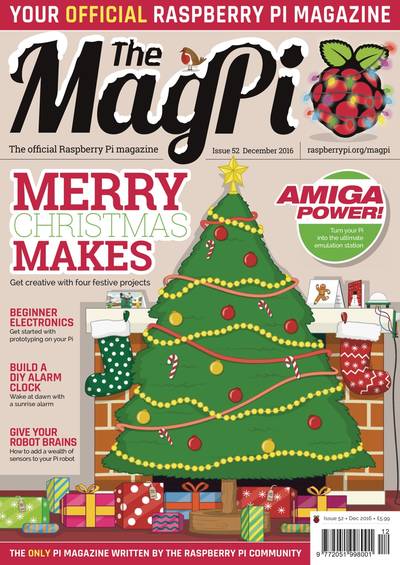 YOUR OFFICIAL RASPBERRY PI MAGAZINE
The
MagPi
The official Raspberry Pi magazine
Issue 52 December 2016
raspberrypi.org/magpi
MERRY
CHRISTMAS
MAKES
Get creative with four festive projects
AMIGA
POWER!
Turn your Pi
into the ultimate
emulation station
BEGINNER
ELECTRONICS
Get started with
prototyping on your Pi
BUILD A
DIY ALARM
CLOCK
Wake at dawn with
a sunrise alarm
GIVE YOUR
ROBOT BRAINS
How to add a wealth of
sensors to your Pi robot
Issue 52 • Dec 2016 • £5.99
12
9 772051 998001
THE ONLY PI MAGAZINE WRITTEN BY THE RASPBERRY PI COMMUNITY